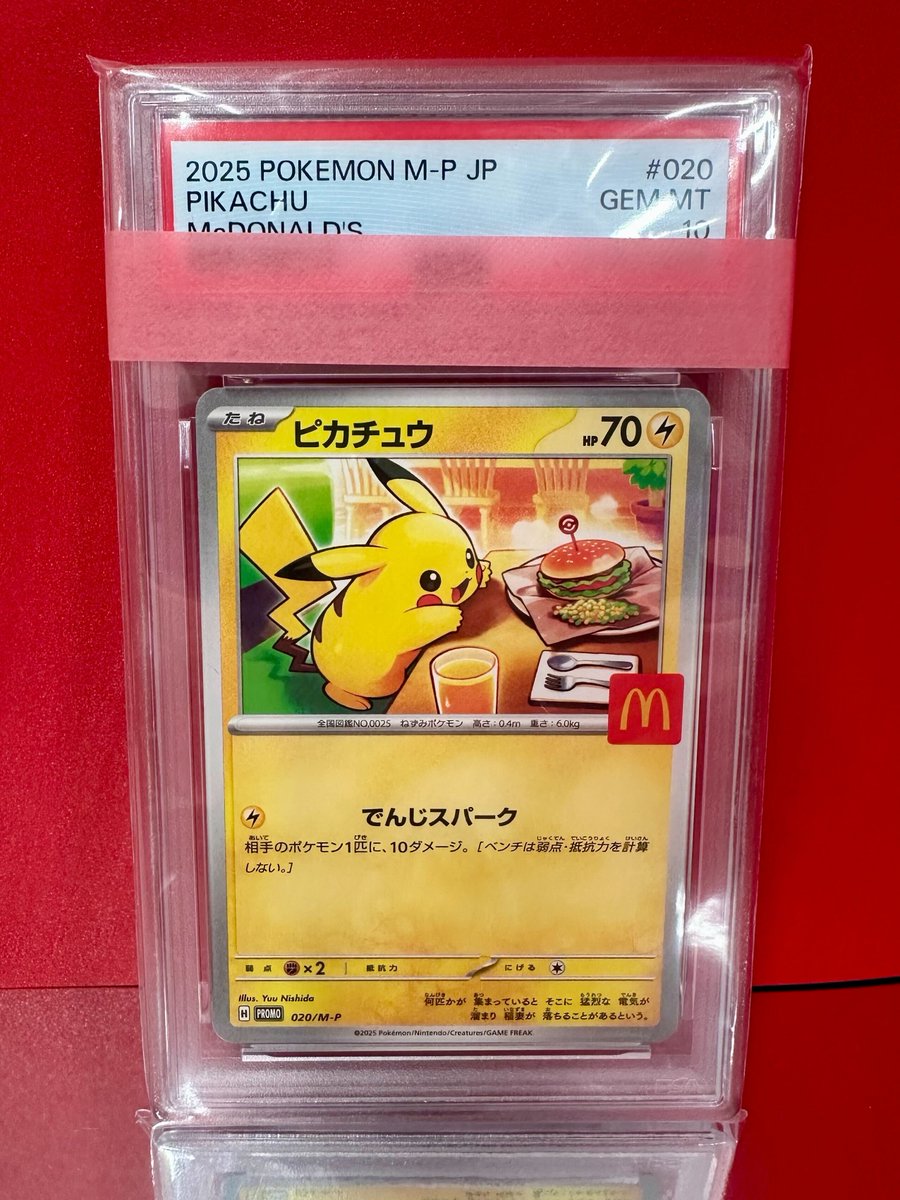 2025 POKEMON M-P JP #020
PIKACHU GEM MT
McDONALD'S 10
たね ピカチュウ HP 70
全国図鑑NO.0025 ねずみポケモン 高さ:0.4m 重さ:6.0kg
でんじスパーク
相手のポケモン1匹に、10ダメージ。[ベンチは弱点・抵抗力を計算
しない。]
弱点 ×2 抵抗力 にげる
Illus. Yuu Nishida
何匹かが 集まっていると そこに 猛烈な 電気が
溜まり 稲妻が 落ちることがあるという。
H PROMO 020/M-P
©2025 Pokémon/Nintendo/Creatures/GAME FREAK.